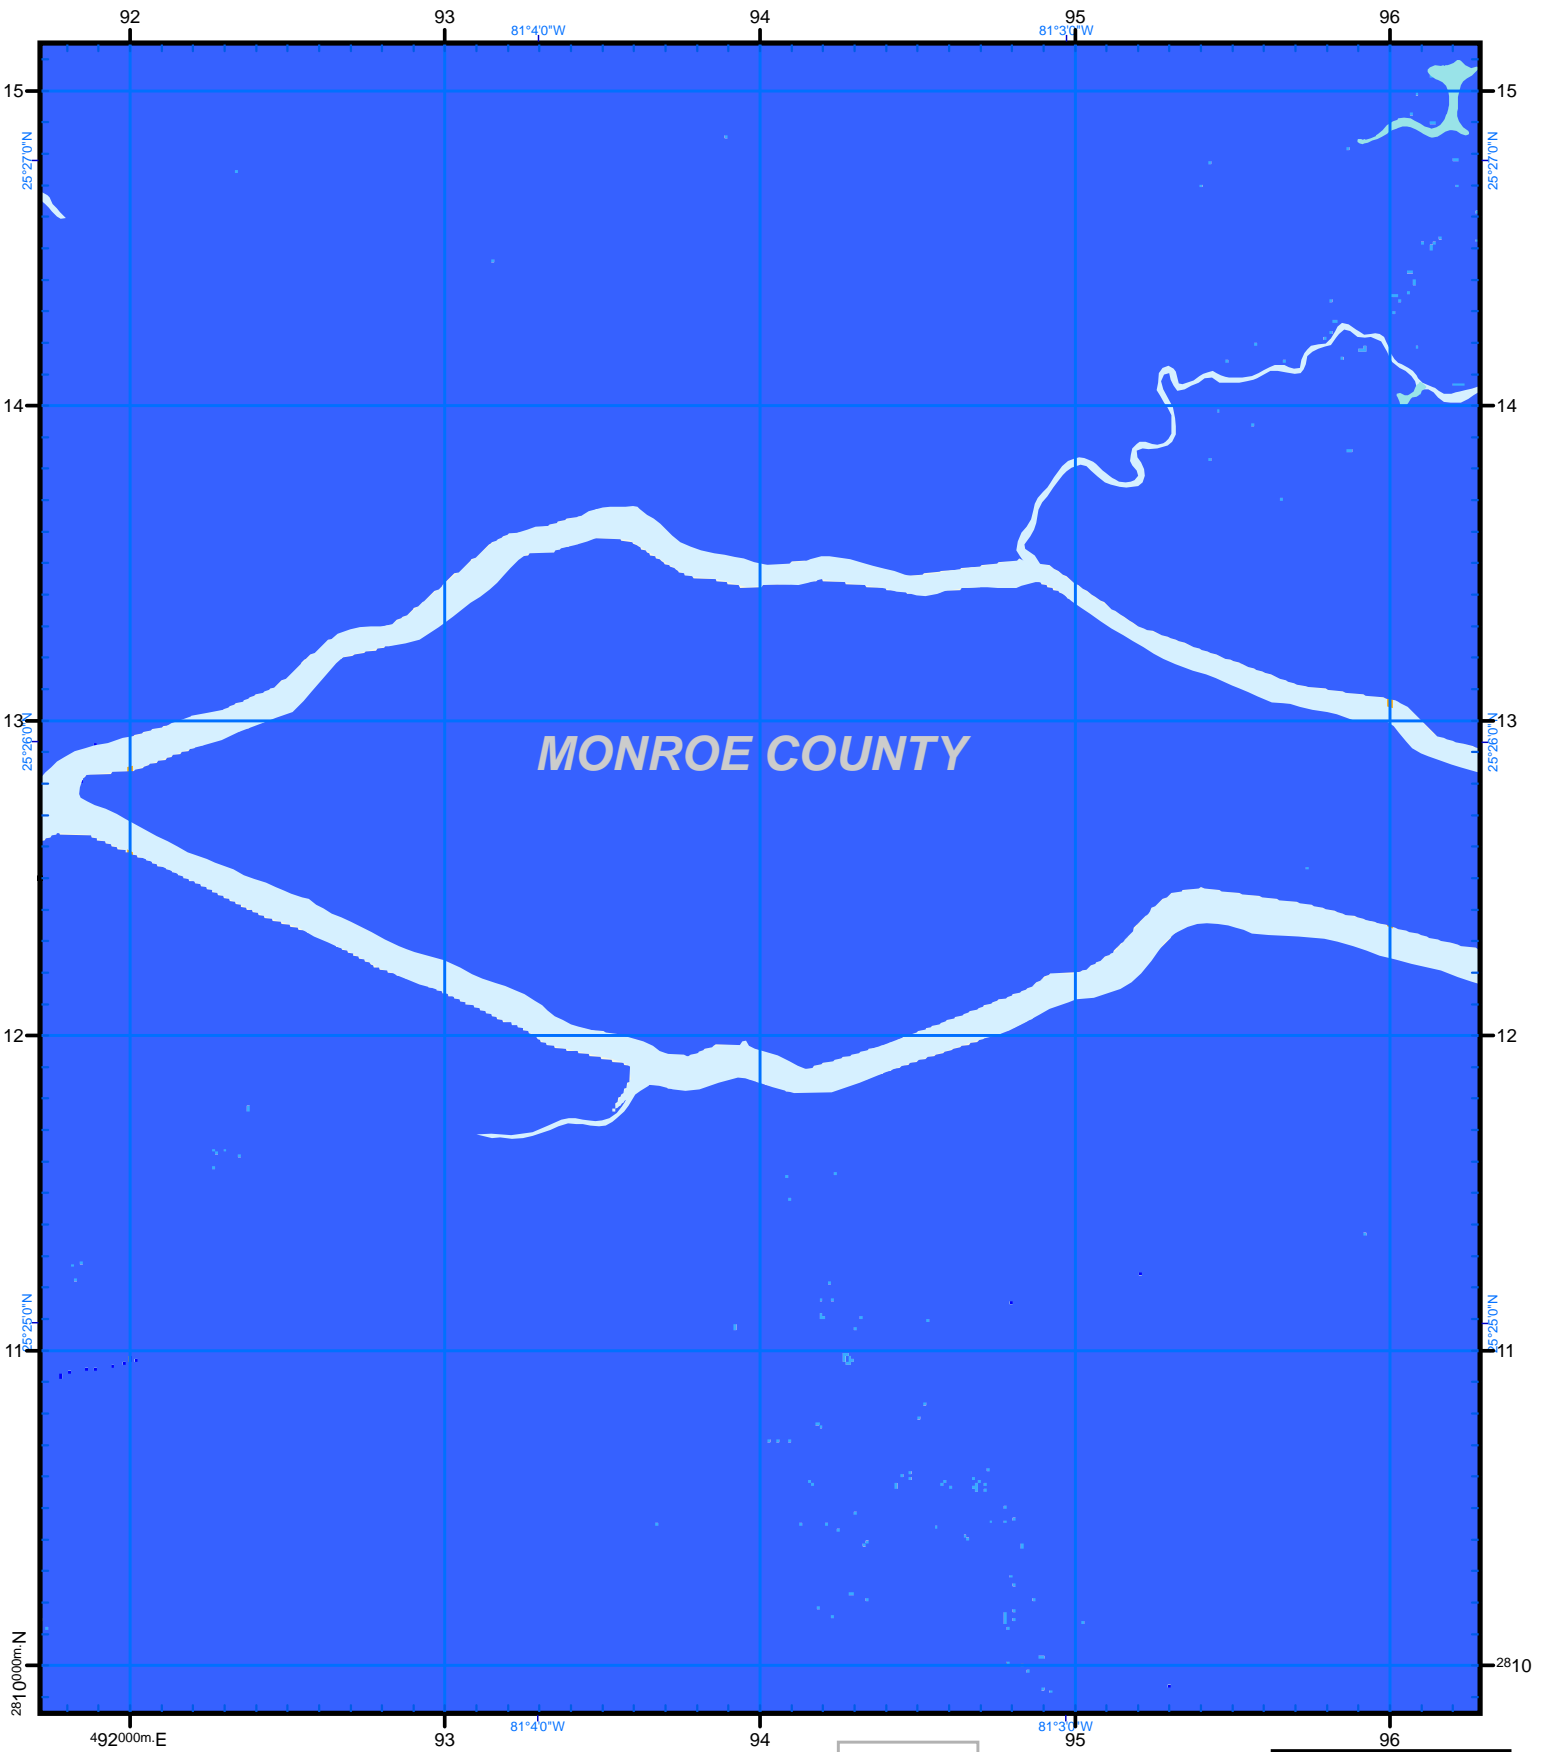 92 93 94 95 96
81°4'0"W 81°3'0"W
15 15
25°27'0"N 25°27'0"N
14 14
13 13
25°26'0"N 25°26'0"N
MONROE COUNTY
12 12
25°25'0"N 25°25'0"N
11 11
2810000m.N 2810
81°4'0"W 81°3'0"W
492000m.E 93 94 95 96